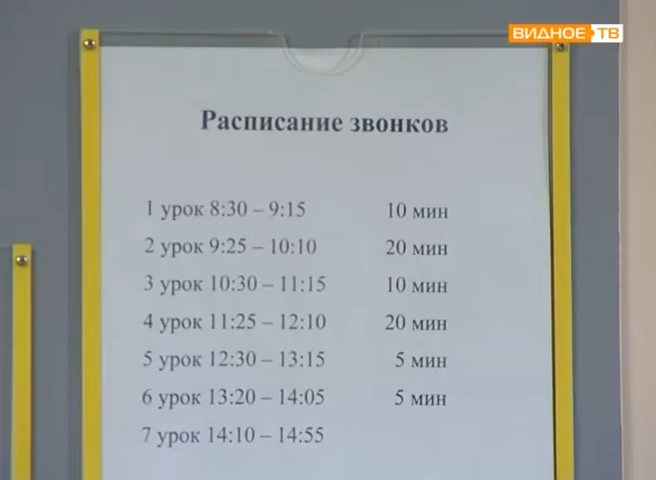 ВИДНОЕ ТВ
Расписание звонков
1 урок 8:30 – 9:15 10 мин
2 урок 9:25 – 10:10 20 мин
3 урок 10:30 – 11:15 10 мин
4 урок 11:25 – 12:10 20 мин
5 урок 12:30 – 13:15 5 мин
6 урок 13:20 – 14:05 5 мин
7 урок 14:10 – 14:55